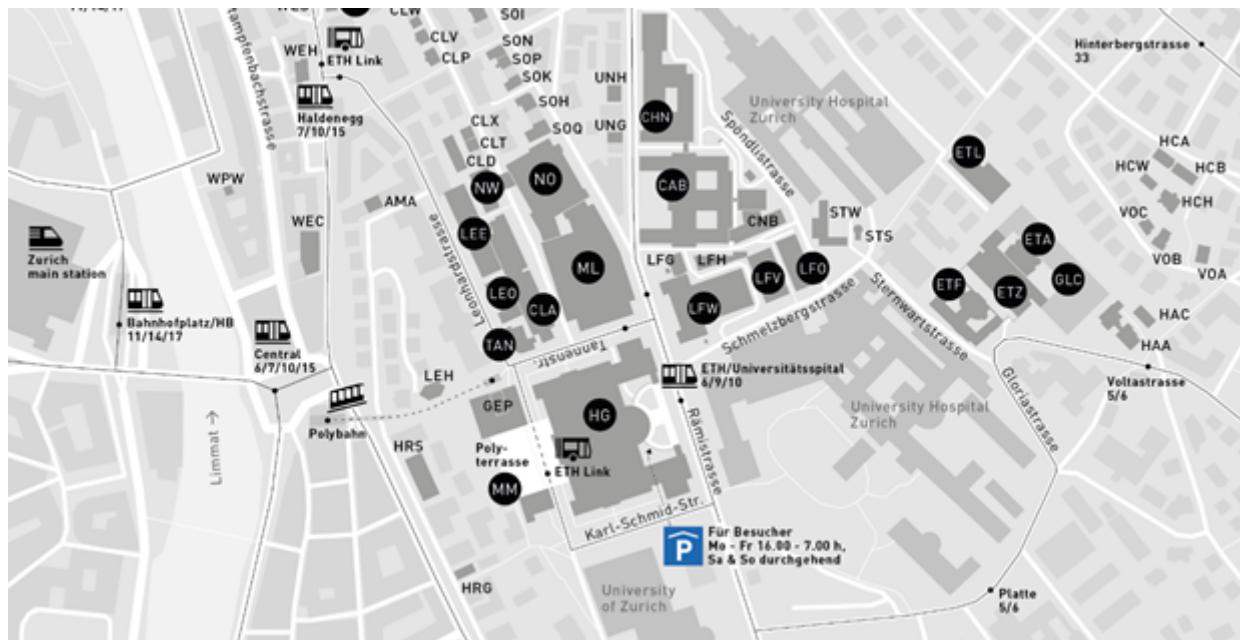 11/14/17
WEG
CLW
SOI
CLV
SON
CLP
SOP
WEH
ETH Link
SOK
UNH
Hinterbergstrasse
33
Haldenegg
7/10/15
SOH
CHN
University Hospital
Zurich
CLX
SOQ
UNG
CLT
CLD
Spöndlistrasse
ETL
HCA
HCW
HCB
WPW
NW
NO
CAB
AMA
HCH
STW
VOC
CNB
STS
WEC
Leonhardstrasse
LEE
ETA
VOB
Zurich
main station
ML
LFG
LFH
LFV
LFO
VOA
LEO
CLA
LFW
ETF
ETZ
GLC
Sternwartstrasse
Bahnhofplatz/HB
11/14/17
HAC
Schmelzbergstrasse
TAN
Tannenstr.
HAA
Central
6/7/10/15
LEH
ETH/Universitätsspital
6/9/10
Voltastrasse
5/6
Gloriastrasse
GEP
HG
University Hospital
Zurich
Polybahn
Limmat →
HRS
Poly-
terrasse
ETH Link
Rämistrasse
MM
Karl-Schmid-Str.
P
Für Besucher
Mo - Fr 16.00 - 7.00 h,
Sa & So durchgehend
HRG
University
of Zurich
Platte
5/6